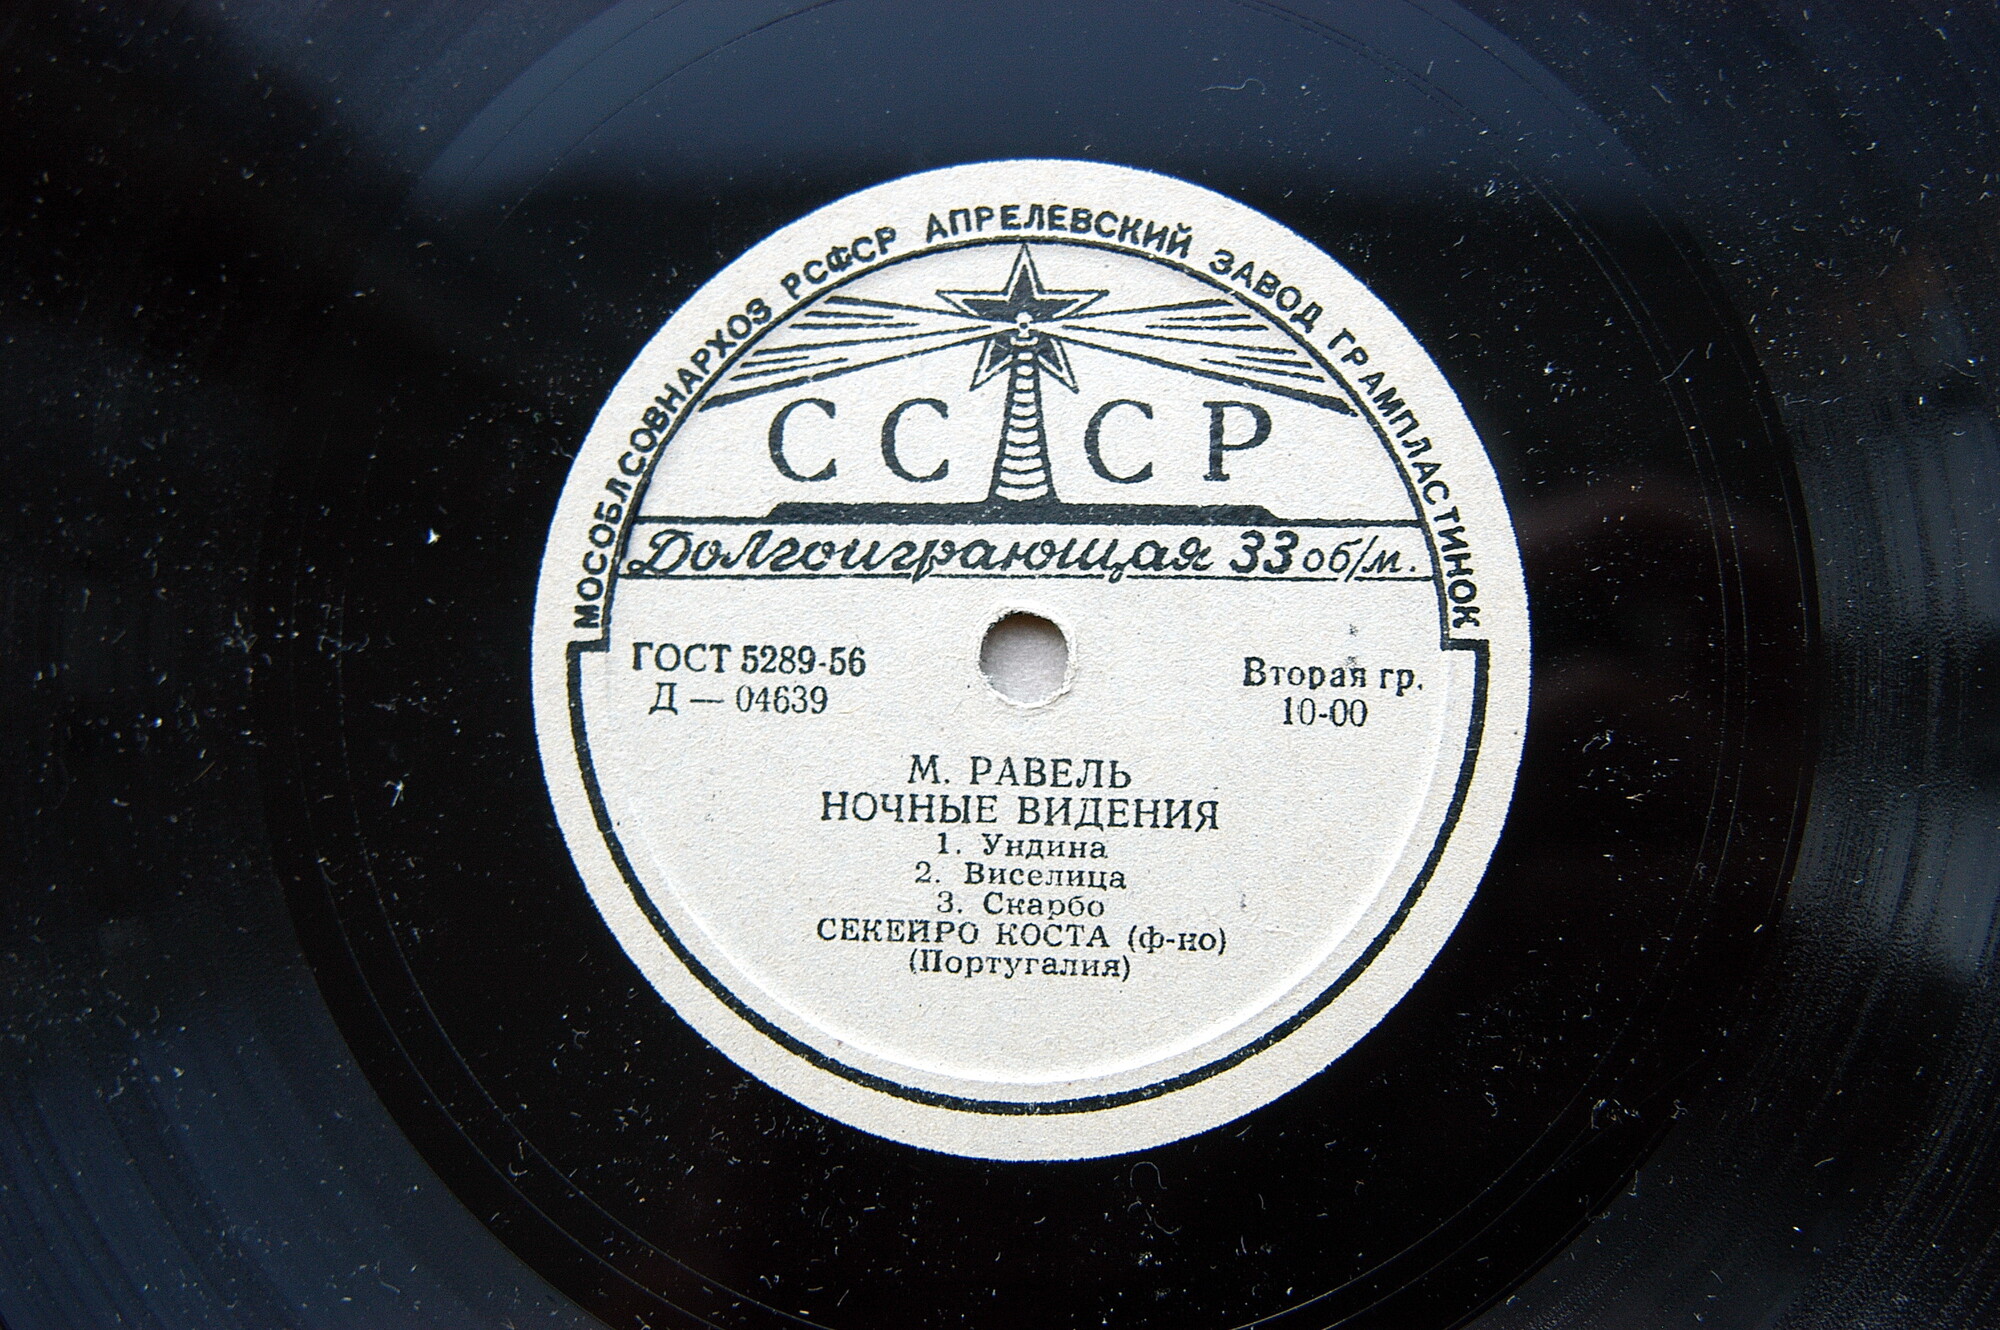 МОСОБЛСОВНАРХОЗ РСФСР АПРЕЛЕВСКИЙ ЗАВОД ГРАМПЛАСТИНОК
СССР
Долгоиграющая 33 об/м.
ГОСТ 5289-56
Д — 04639
Вторая гр.
10-00
М. РАВЕЛЬ
НОЧНЫЕ ВИДЕНИЯ
1. Ундина
2. Виселица
3. Скарбо
СЕКЕЙРО КОСТА (ф-но)
(Португалия)